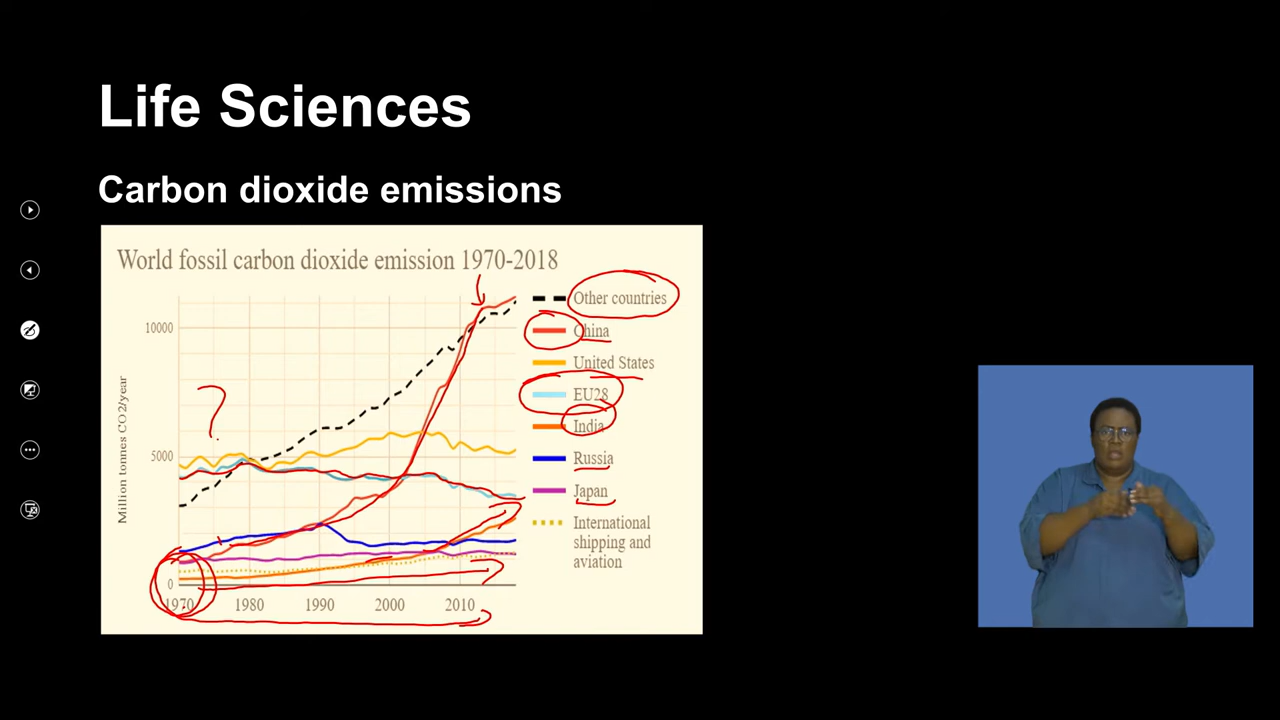 Life Sciences
Carbon dioxide emissions
World fossil carbon dioxide emission 1970-2018
Million tonnes CO2/year
10000
5000
0
1970 1980 1990 2000 2010
Other countries
China
United States
EU28
India
Russia
Japan
International
shipping and
aviation
?